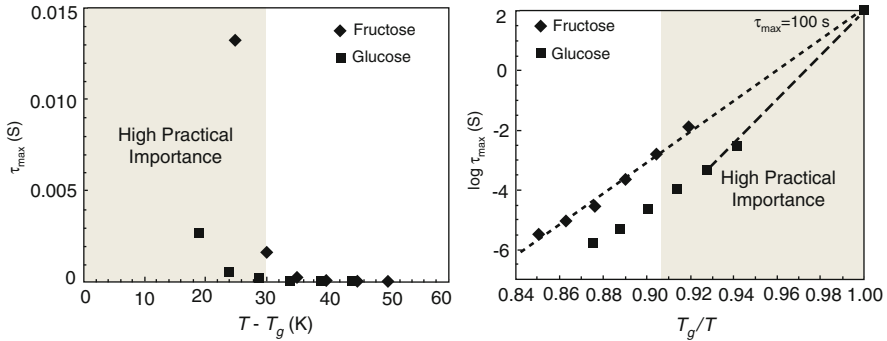 0.015
0.010
0.005
0
τmax (S)
Fructose
Glucose
High Practical
Importance
0 10 20 30 40 50 60
T - Tg (K)
2
0
-2
-4
-6
log τmax (S)
Fructose
Glucose
τmax=100 s
High Practical
Importance
0.84 0.86 0.88 0.90 0.92 0.94 0.96 0.98 1.00
Tg/T